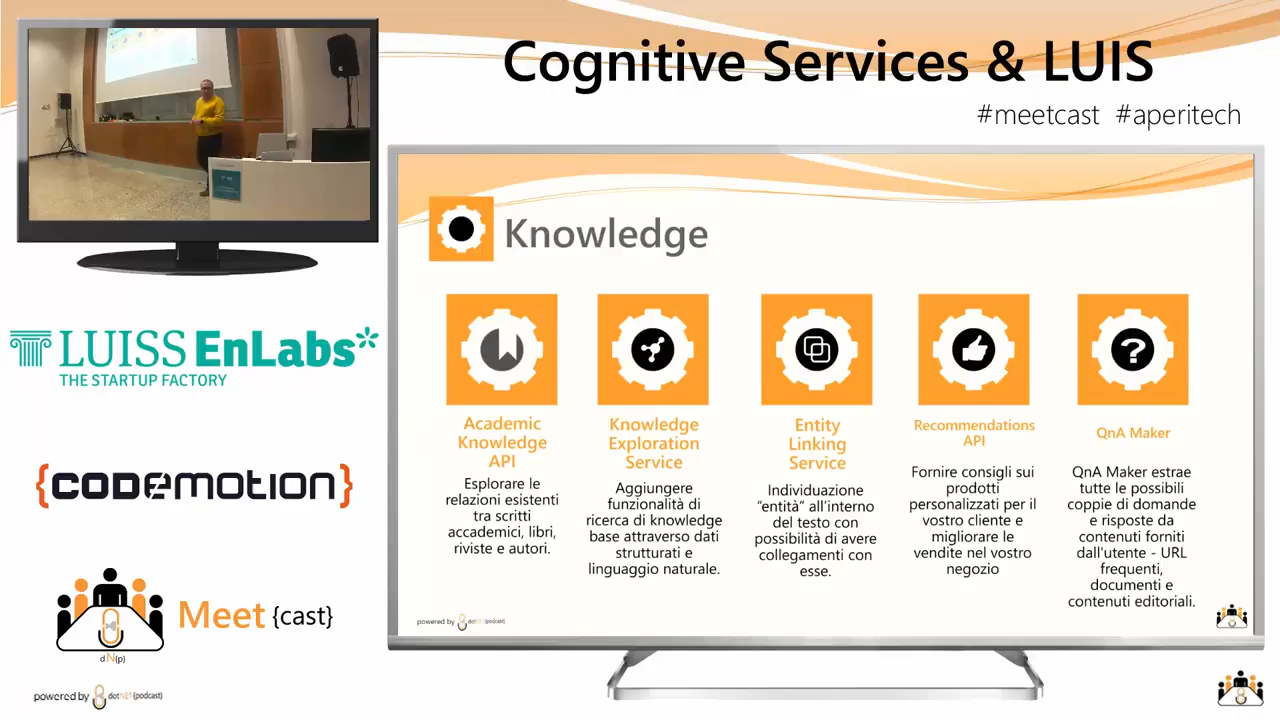 Cognitive Services & LUIS
#meetcast #aperitech
Knowledge
Academic
Knowledge
API
Esplorare le
relazioni esistenti
tra scritti
accademici, libri,
riviste e autori.
Knowledge
Exploration
Service
Aggiungere
funzionalità di
ricerca di knowledge
base attraverso dati
strutturati e
linguaggio naturale.
Entity
Linking
Service
Individuazione
“entità” all’interno
del testo con
possibilità di avere
collegamenti con
esse.
Recommendations
API
Fornire consigli sui
prodotti
personalizzati per il
vostro cliente e
migliorare le
vendite nel vostro
negozio
QnA Maker
QnA Maker estrae
tutte le possibili
coppie di domande
e risposte da
contenuti forniti
dall'utente - URL
frequenti,
documenti e
contenuti editoriali.
powered by dotNET{podcast}
LUISS EnLabs*
THE STARTUP FACTORY
{CODEMOTION}
Meet {cast}
dN{p}
powered by dotNET{podcast}